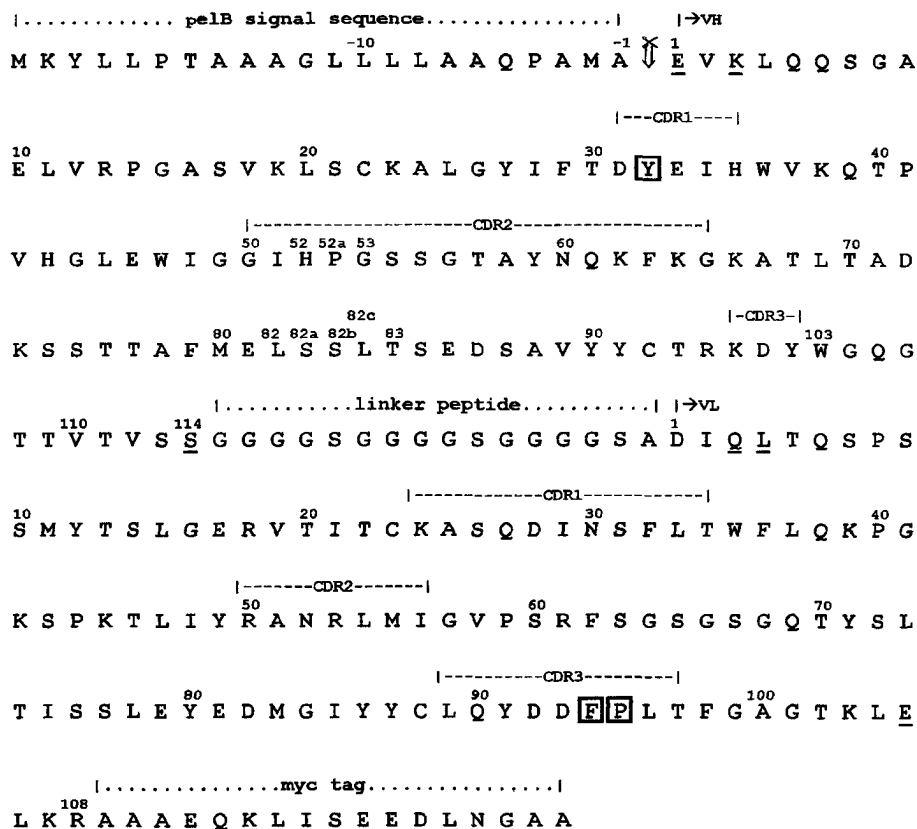 |.............. pelB signal sequence..............| |→VH
-10 -1 1
M K Y L L P T A A A G L L L L A A Q P A M A ⇓ E V K L Q Q S G A
|---CDR1----|
10 20 30 40
E L V R P G A S V K L S C K A L G Y I F T D Y E I H W V K Q T P
|----------------------CDR2----------------------|
50 52 52a 53 60 70
V H G L E W I G G I H P G S S G T A Y N Q K F K G K A T L T A D
82c |-CDR3-|
80 82 82a 82b 83 90 103
K S S T T A F M E L S S L T S E D S A V Y Y C T R K D Y W G Q G
|............linker peptide...........| |→VL
110 114 1
T T V T V S S G G G G S G G G G S G G G G S A D I Q L T Q S P S
|------------CDR1-----------|
10 20 30 40
S M Y T S L G E R V T I T C K A S Q D I N S F L T W F L Q K P G
|-------CDR2-------|
50 60 70
K S P K T L I Y R A N R L M I G V P S R F S G S G S G Q T Y S L
|---------CDR3---------|
80 90 100
T I S S L E Y E D M G I Y Y C L Q Y D D F P L T F G A G T K L E
|................myc tag................|
108
L K R A A A E Q K L I S E E D L N G A A